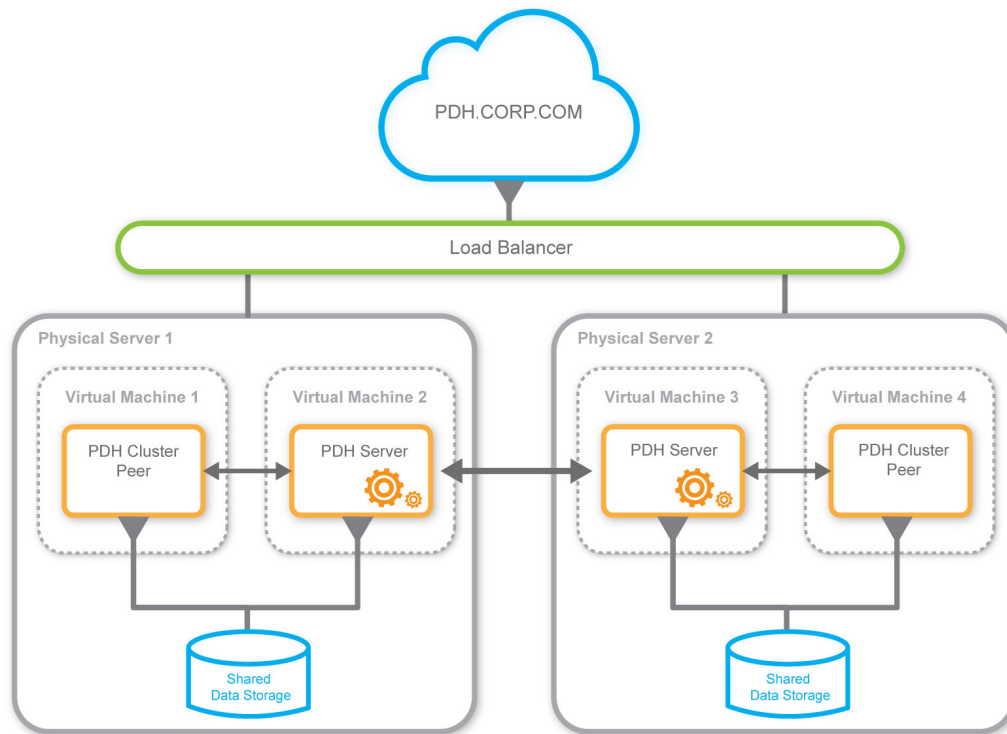 PDH.CORP.COM
Load Balancer
Physical Server 1
Virtual Machine 1
PDH Cluster
Peer
Virtual Machine 2
PDH Server
Shared
Data Storage
Physical Server 2
Virtual Machine 3
PDH Server
Virtual Machine 4
PDH Cluster
Peer
Shared
Data Storage